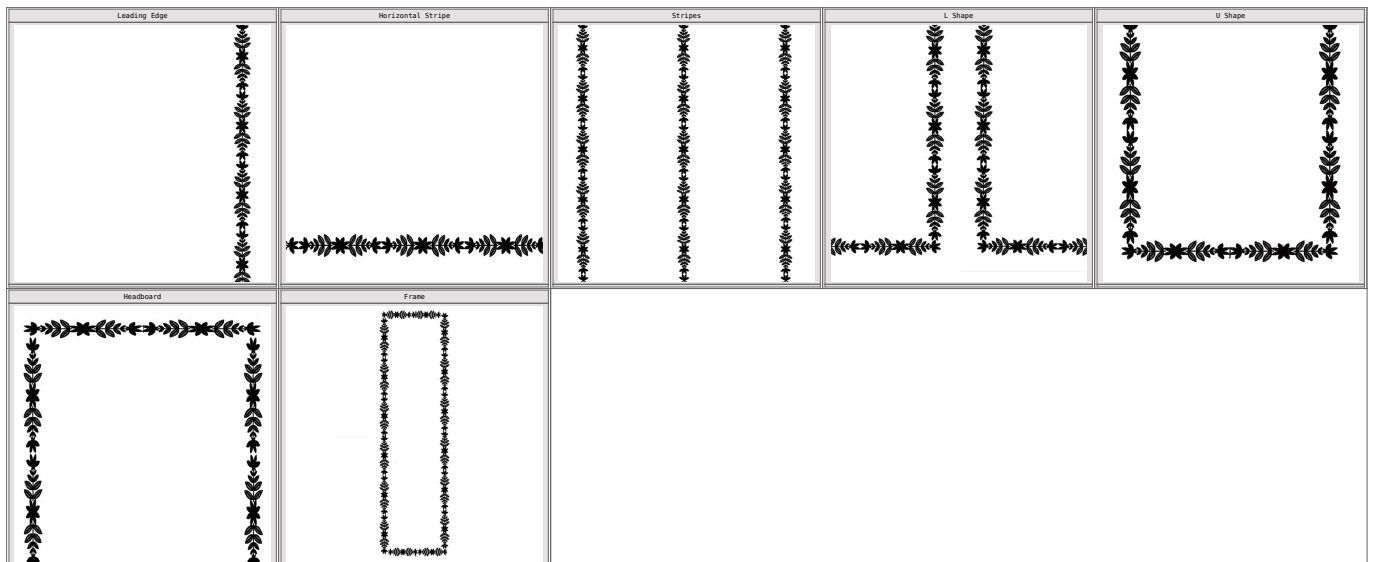 Leading Edge
Horizontal Stripe
Stripes
L Shape
U Shape
Headboard
Frame